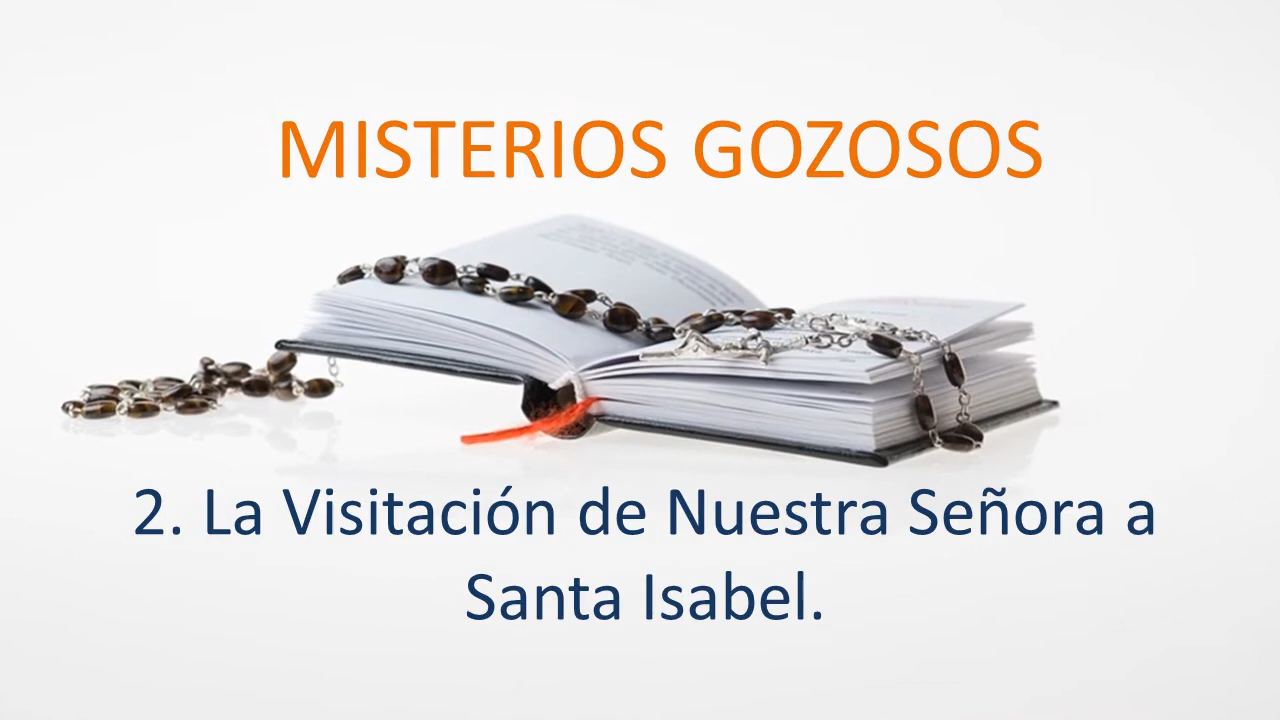 MISTERIOS GOZOSOS
2. La Visitación de Nuestra Señora a
Santa Isabel.